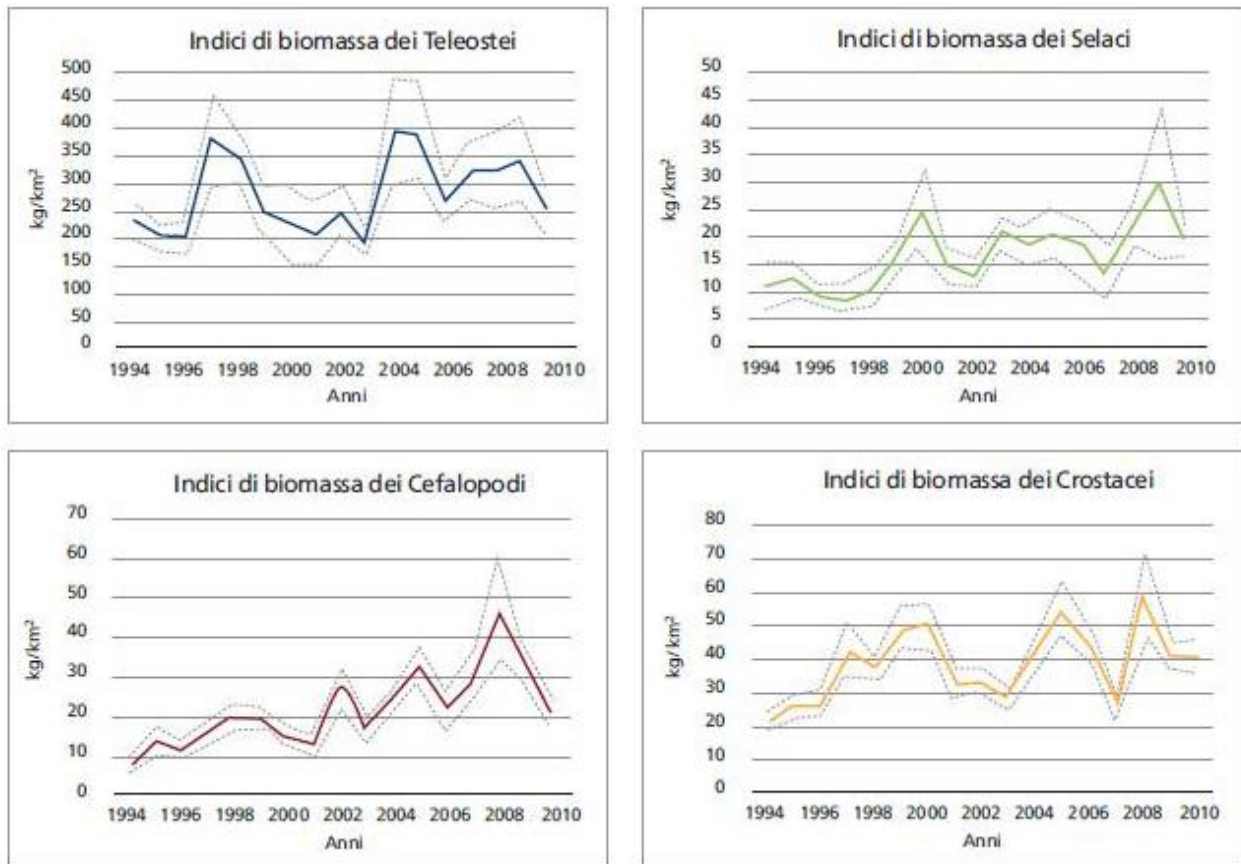 Indici di biomassa dei Teleostei
500
450
400
350
300
250
200
150
100
50
0
kg/km²
1994 1996 1998 2000 2002 2004 2006 2008 2010
Anni
Indici di biomassa dei Selaci
50
45
40
35
30
25
20
15
10
5
0
kg/km²
1994 1996 1998 2000 2002 2004 2006 2008 2010
Anni
Indici di biomassa dei Cefalopodi
70
60
50
40
30
20
10
0
kg/km²
1994 1996 1998 2000 2002 2004 2006 2008 2010
Anni
Indici di biomassa dei Crostacei
80
70
60
50
40
30
20
10
0
kg/km²
1994 1996 1998 2000 2002 2004 2006 2008 2010
Anni